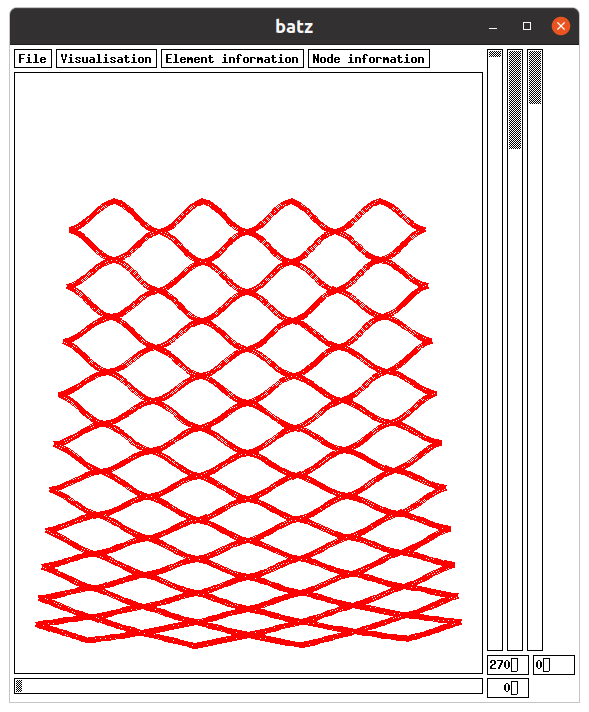 batz
File Visualisation Element information Node information
270 0
0